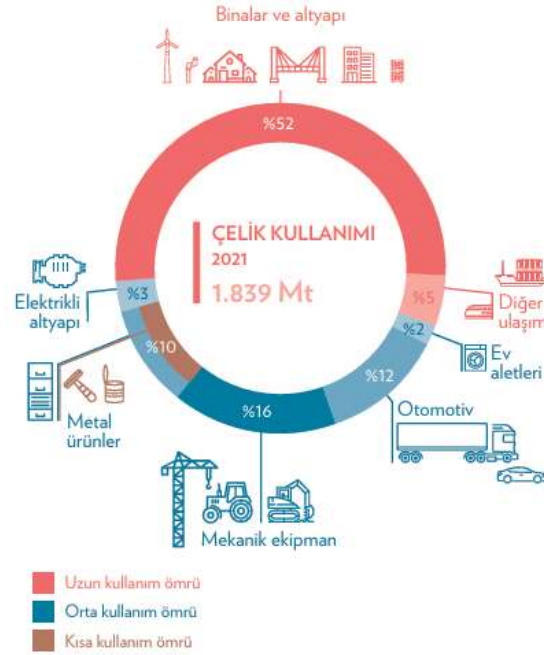 Binalar ve altyapı
%52
ÇELİK KULLANIMI
2021
1.839 Mt
%3
Elektrikli
altyapı
%5
Diğer
ulaşım
%2
Ev
aletleri
%10
Metal
ürünler
%12
Otomotiv
%16
Mekanik ekipman
Uzun kullanım ömrü
Orta kullanım ömrü
Kısa kullanım ömrü